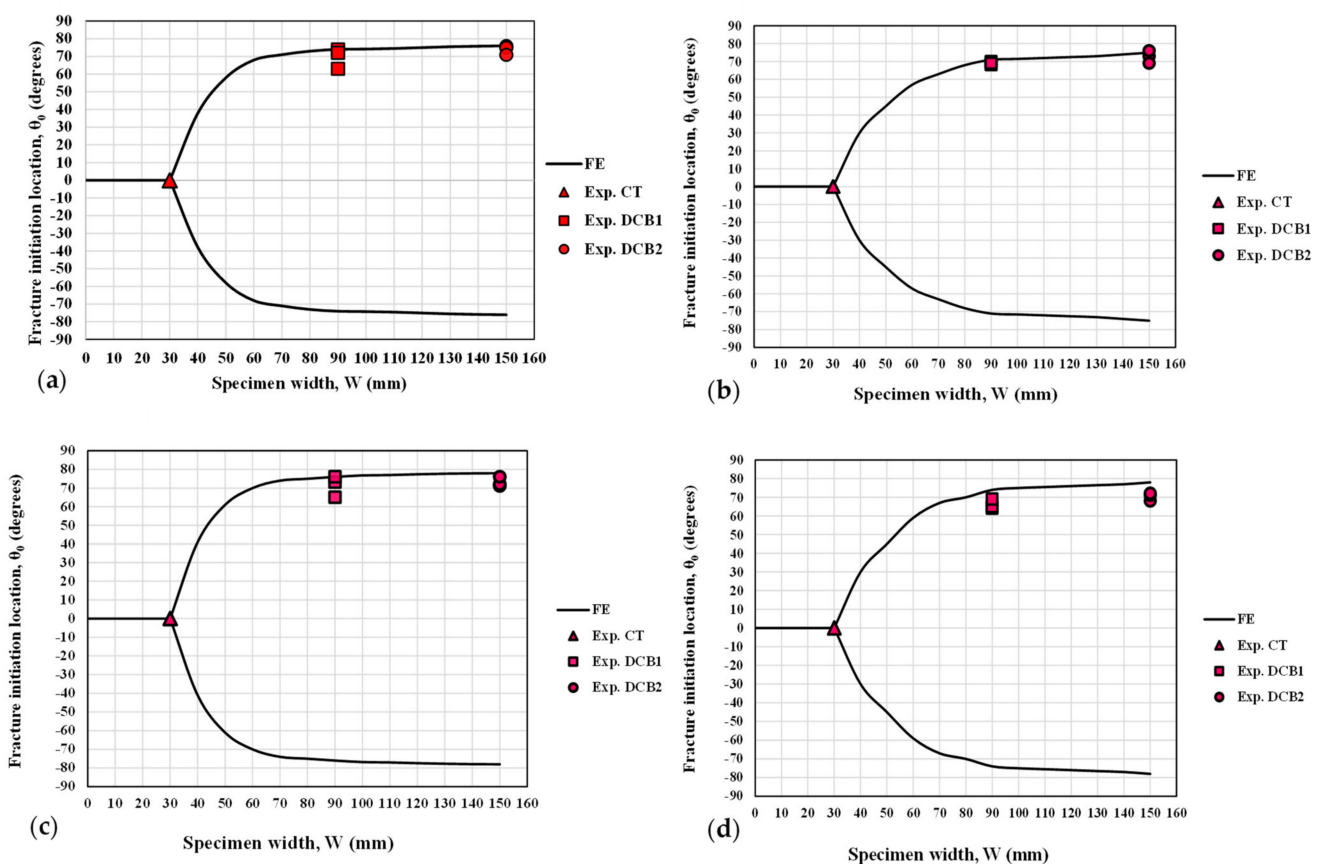 90
80
70
60
50
40
30
20
10
0
-10
-20
-30
-40
-50
-60
-70
-80
-90
Fracture initiation location, θ₀ (degrees)
0 10 20 30 40 50 60 70 80 90 100 110 120 130 140 150 160
Specimen width, W (mm)
FE
Exp. CT
Exp. DCB1
Exp. DCB2
(a)
90
80
70
60
50
40
30
20
10
0
-10
-20
-30
-40
-50
-60
-70
-80
-90
Fracture initiation location, θ₀ (degrees)
0 10 20 30 40 50 60 70 80 90 100 110 120 130 140 150 160
Specimen width, W (mm)
FE
Exp. CT
Exp. DCB1
Exp. DCB2
(b)
90
80
70
60
50
40
30
20
10
0
-10
-20
-30
-40
-50
-60
-70
-80
-90
Fracture initiation location, θ₀ (degrees)
0 10 20 30 40 50 60 70 80 90 100 110 120 130 140 150 160
Specimen width, W (mm)
FE
Exp. CT
Exp. DCB1
Exp. DCB2
(c)
90
80
70
60
50
40
30
20
10
0
-10
-20
-30
-40
-50
-60
-70
-80
-90
Fracture initiation location, θ₀ (degrees)
0 10 20 30 40 50 60 70 80 90 100 110 120 130 140 150 160
Specimen width, W (mm)
FE
Exp. CT
Exp. DCB1
Exp. DCB2
(d)